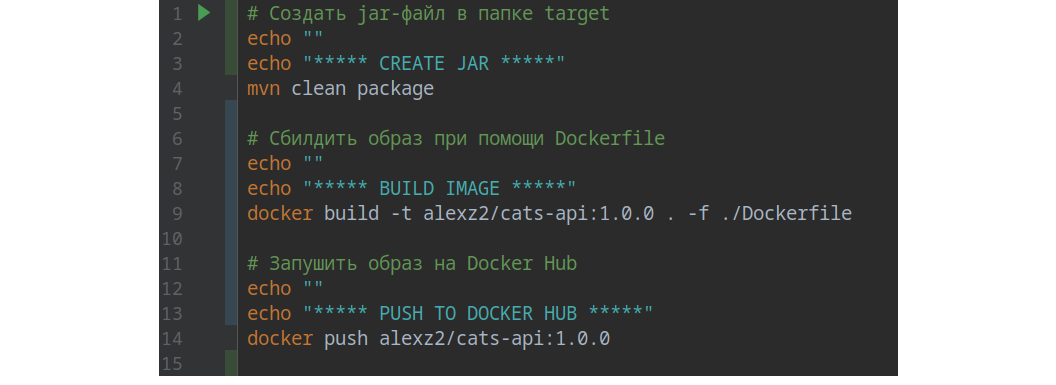 1 # Создать jar-файл в папке target
2 echo ""
3 echo "***** CREATE JAR *****"
4 mvn clean package
5
6 # Сбилдить образ при помощи Dockerfile
7 echo ""
8 echo "***** BUILD IMAGE *****"
9 docker build -t alexz2/cats-api:1.0.0 . -f ./Dockerfile
10
11 # Запушить образ на Docker Hub
12 echo ""
13 echo "***** PUSH TO DOCKER HUB *****"
14 docker push alexz2/cats-api:1.0.0
15